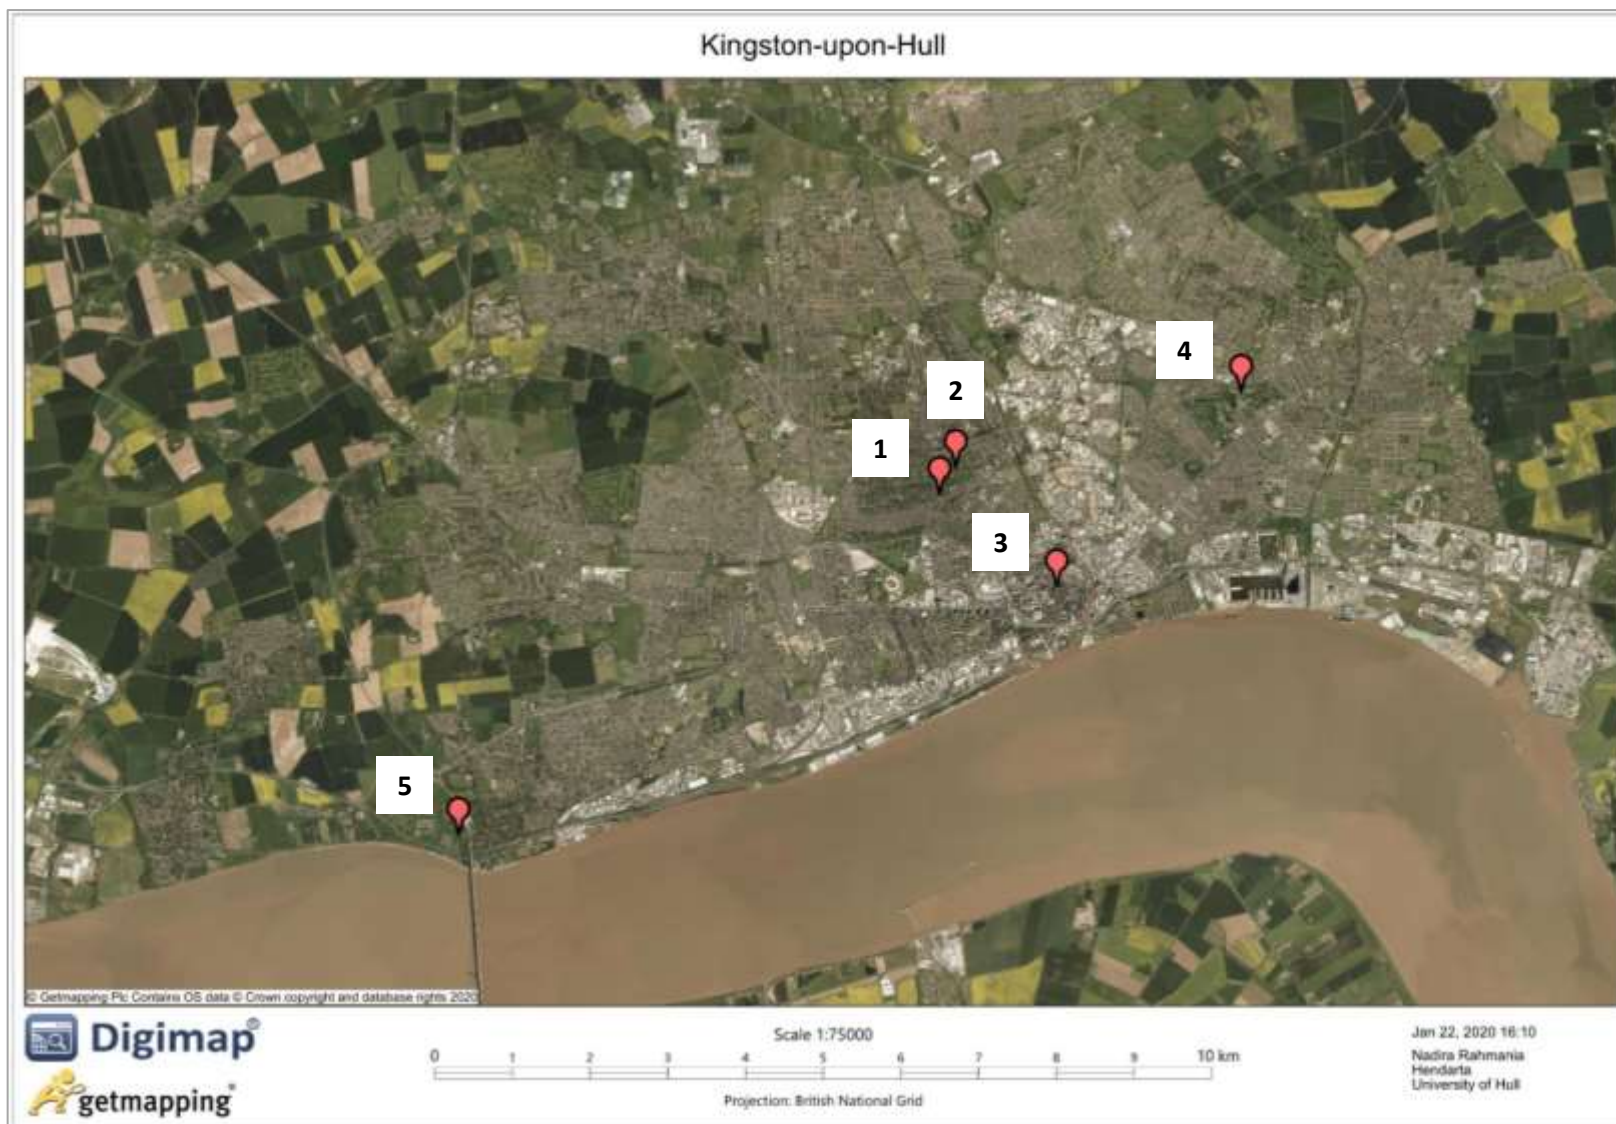 Kingston-upon-Hull
4
2
1
3
5
© Getmapping Plc Contains OS data © Crown copyright and database rights 2020
Digimap®
getmapping®
Scale 1:75000
0 1 2 3 4 5 6 7 8 9 10 km
Projection: British National Grid
Jan 22, 2020 16:10
Nadira Rahmania
Hendarta
University of Hull